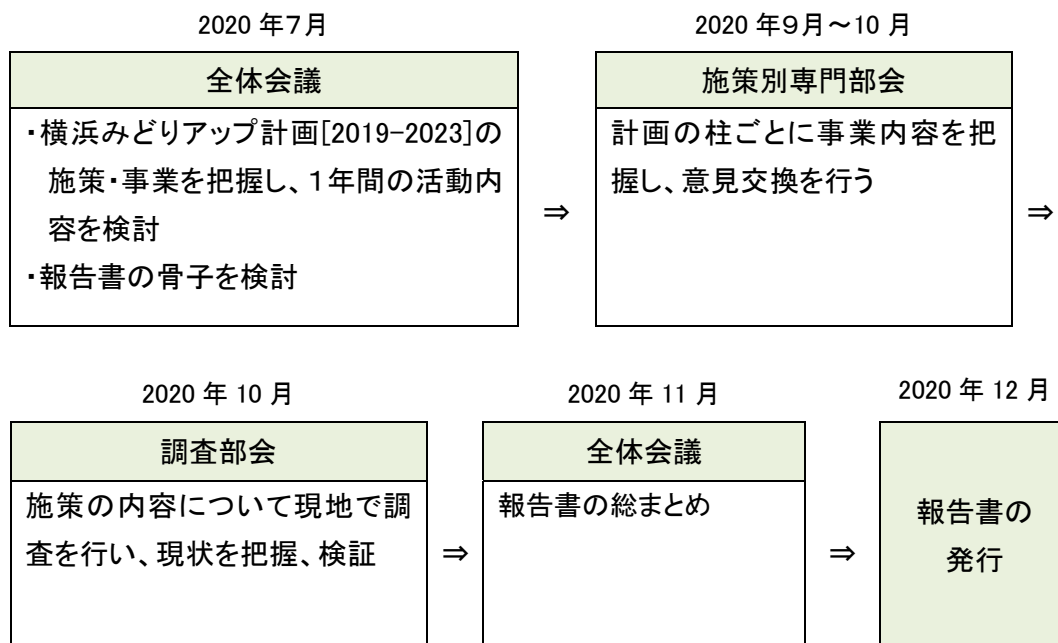 2020 年7月
全体会議
・横浜みどりアップ計画[2019-2023]の
施策・事業を把握し、1年間の活動内
容を検討
・報告書の骨子を検討
⇒
2020 年9月～10 月
施策別専門部会
計画の柱ごとに事業内容を把
握し、意見交換を行う
⇒
2020 年 10 月
調査部会
施策の内容について現地で調
査を行い、現状を把握、検証
⇒
2020 年 11 月
全体会議
報告書の総まとめ
⇒
2020 年 12 月
報告書の
発行